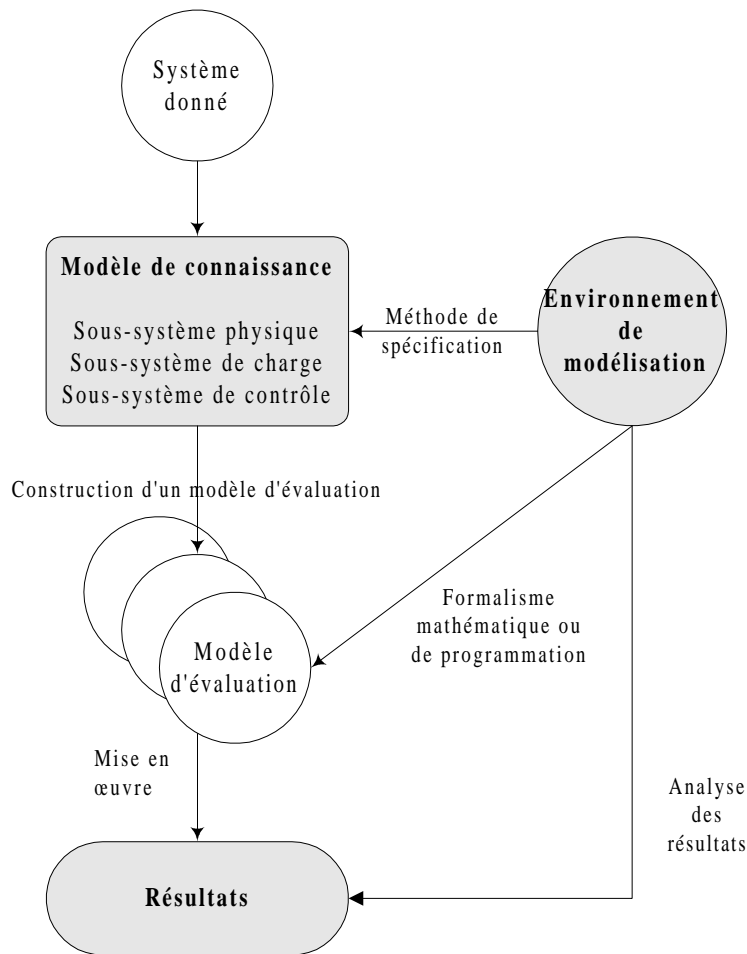 Système
donné
Modèle de connaissance
Sous-système physique
Sous-système de charge
Sous-système de contrôle
Méthode de
spécification
Environnement
de
modélisation
Construction d'un modèle d'évaluation
Formalisme
mathématique ou
de programmation
Modèle
d'évaluation
Mise en
œuvre
Analyse
des
résultats
Résultats